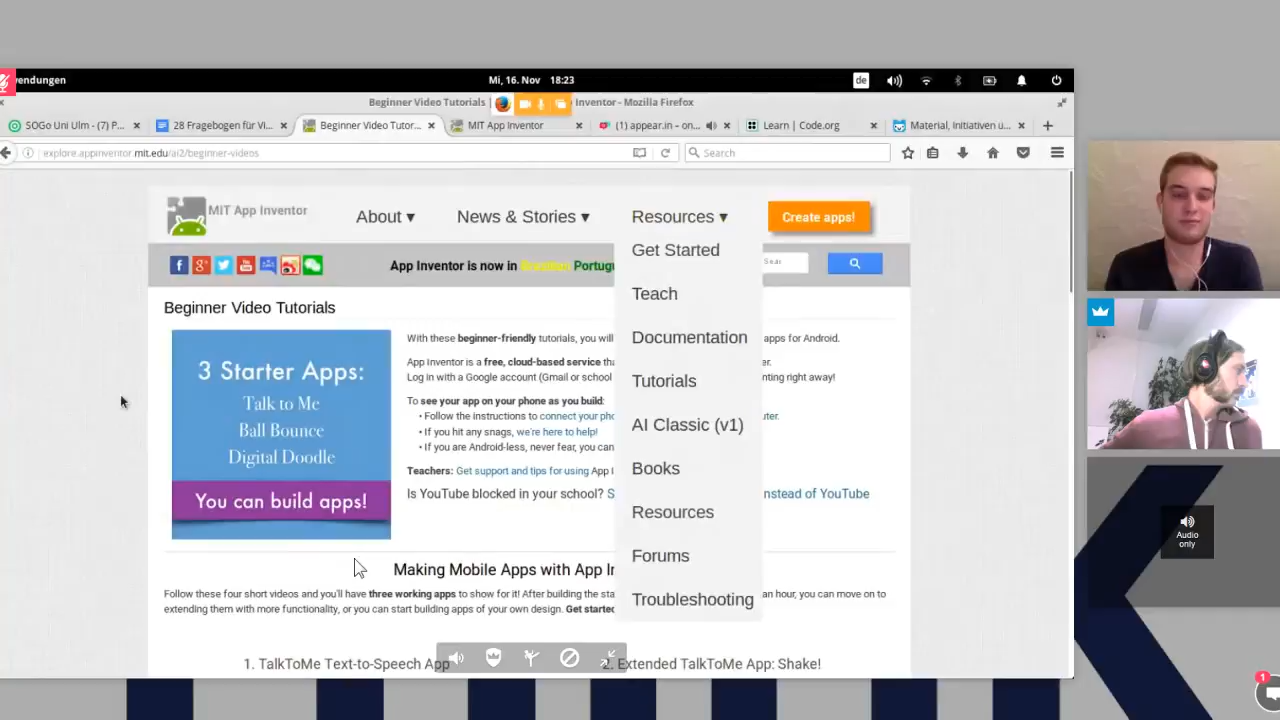 wendungen
Mi, 16. Nov 18:23
de
Beginner Video Tutorials | Inventor - Mozilla Firefox
SOGo Uni Ulm - (7) P...
28 Fragebogen für Vi...
Beginner Video Tutor...
MIT App Inventor
(1) appear.in – on...
Learn | Code.org
Material, Initiativen u...
explore.appinventor.mit.edu/ai2/beginner-videos
Search
MIT App Inventor
About
News & Stories
Resources
Create apps!
Get Started
Teach
Documentation
Tutorials
AI Classic (v1)
Books
Resources
Forums
Troubleshooting
App Inventor is now in Brazilian Portugu
Sear
Beginner Video Tutorials
3 Starter Apps:
Talk to Me
Ball Bounce
Digital Doodle
You can build apps!
With these beginner-friendly tutorials, you will apps for Android.
App Inventor is a free, cloud-based service tha er.
Log in with a Google account (Gmail or school nting right away!
To see your app on your phone as you build:
• Follow the instructions to connect your pho uter.
• If you hit any snags, we're here to help!
• If you are Android-less, never fear, you can
Teachers: Get support and tips for using App I
Is YouTube blocked in your school? S instead of YouTube
Making Mobile Apps with App In
Follow these four short videos and you'll have three working apps to show for it! After building the sta an hour, you can move on to
extending them with more functionality, or you can start building apps of your own design. Get started
1. TalkToMe Text-to-Speech App
2. Extended TalkToMe App: Shake!
Audio
only
1